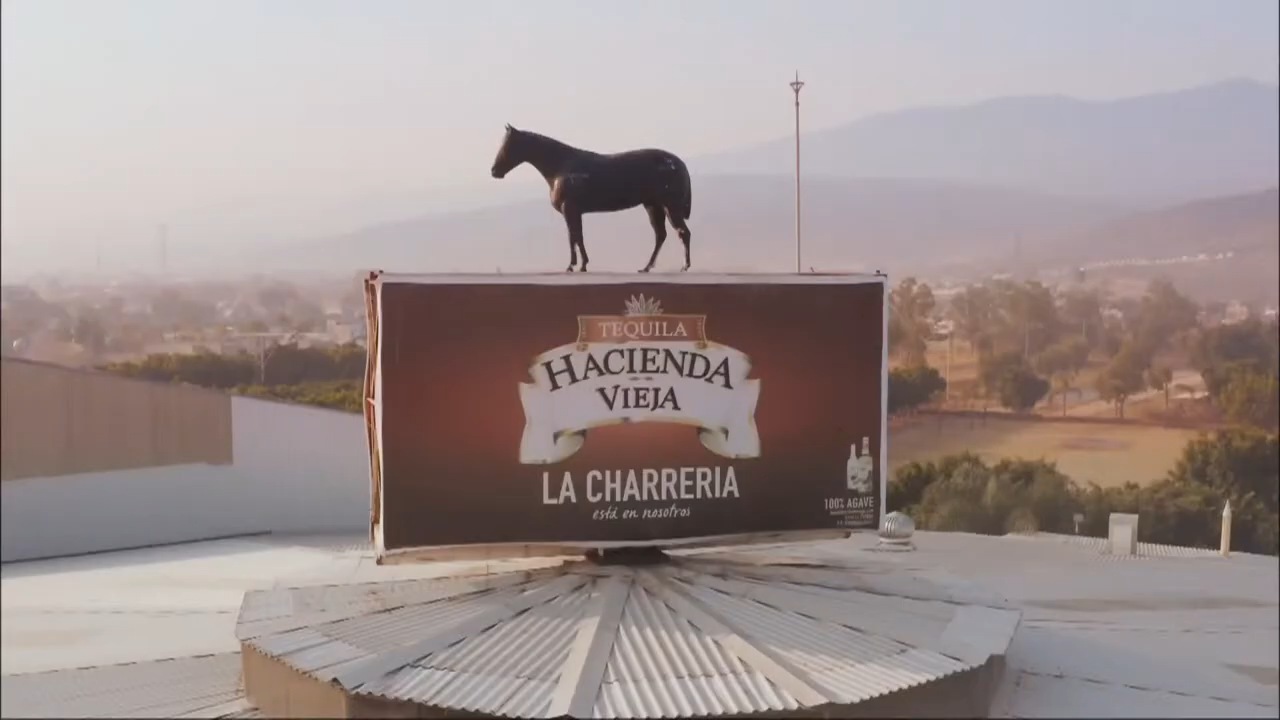 TEQUILA
HACIENDA
VIEJA
LA CHARRERIA
está en nosotros
100% AGAVE